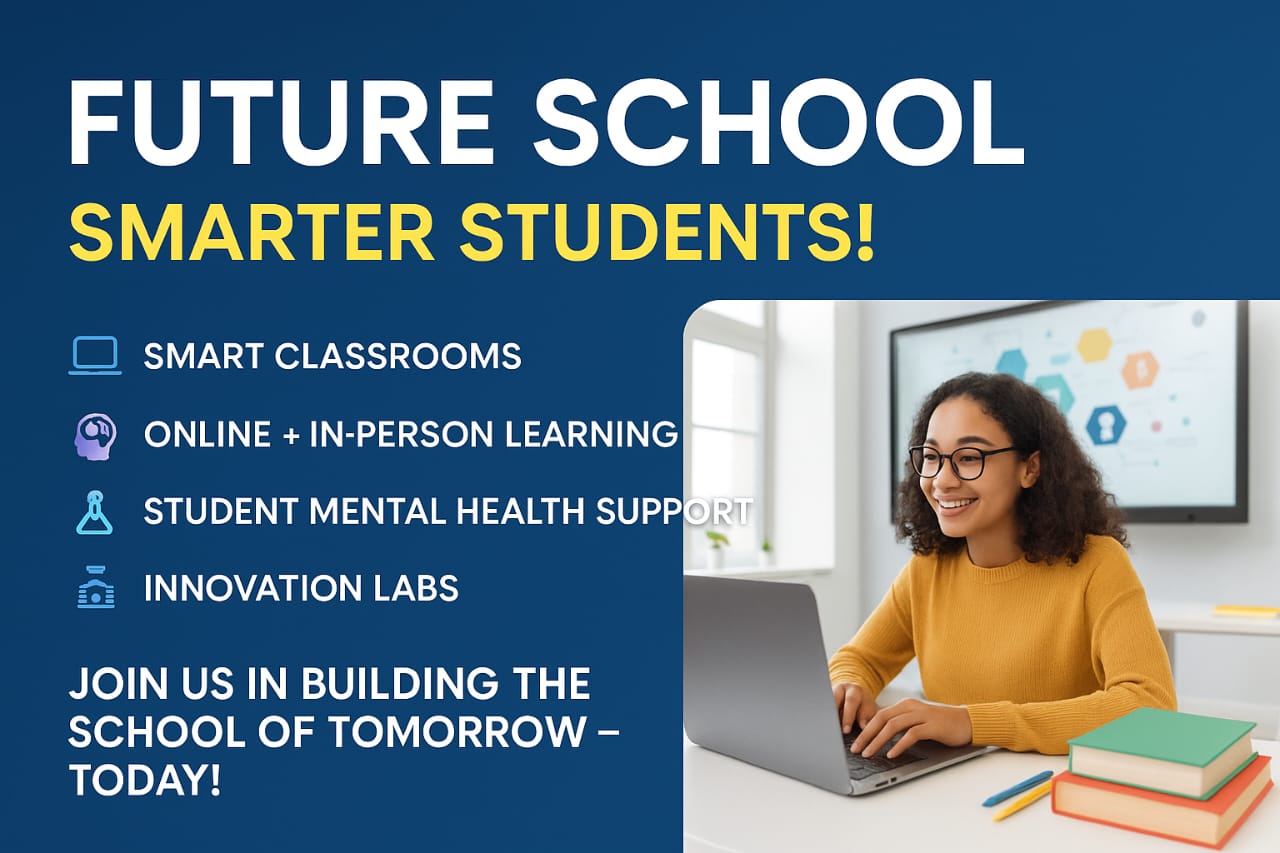 FUTURE SCHOOL
SMARTER STUDENTS!
SMART CLASSROOMS
ONLINE + IN-PERSON LEARNING
STUDENT MENTAL HEALTH SUPPORT
INNOVATION LABS
JOIN US IN BUILDING THE
SCHOOL OF TOMORROW –
TODAY!